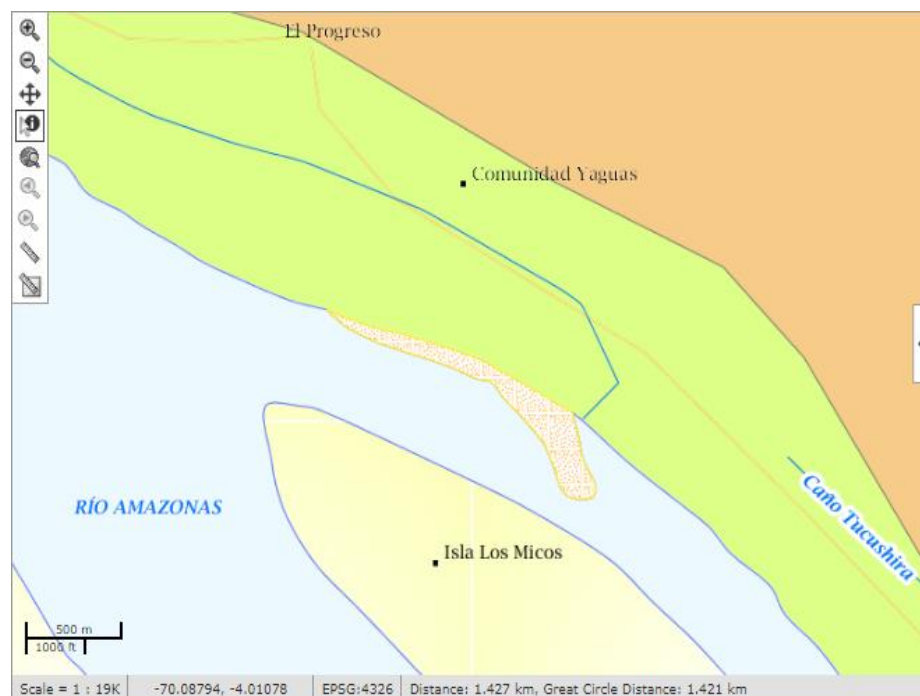 El Progreso
Comunidad Yaguas
Caño Tucushira
RÍO AMAZONAS
Isla Los Micos
500 m
1000 ft
Scale = 1 : 19K -70.08794, -4.01078 EPSG:4326 Distance: 1.427 km, Great Circle Distance: 1.421 km